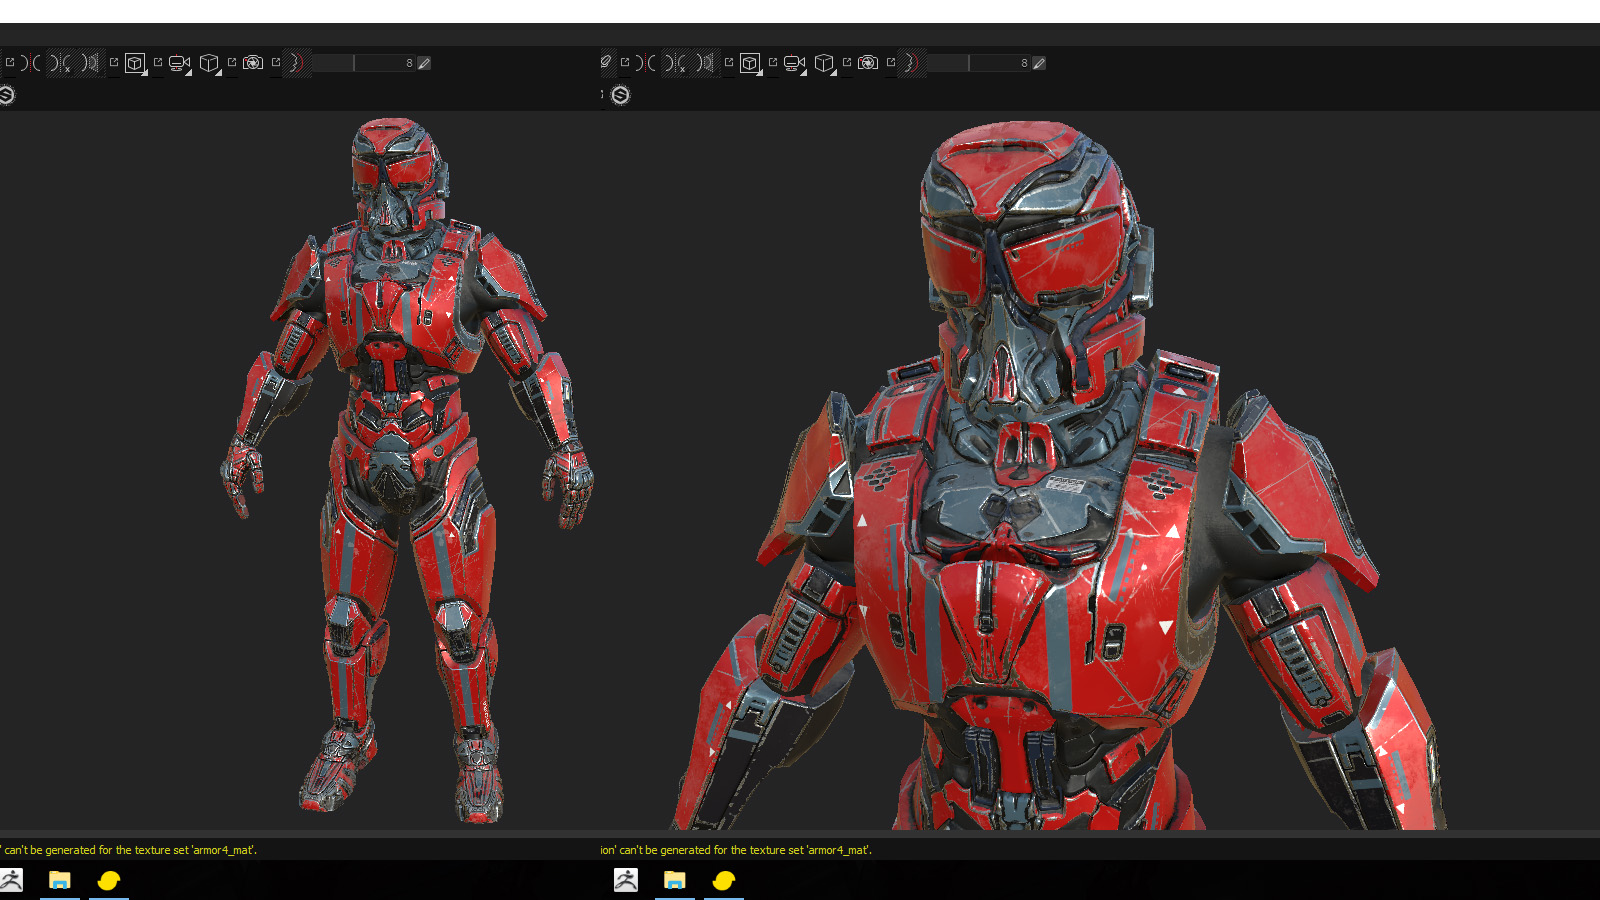 8
8
' can't be generated for the texture set 'armor4_mat'.
ion' can't be generated for the texture set 'armor4_mat'.